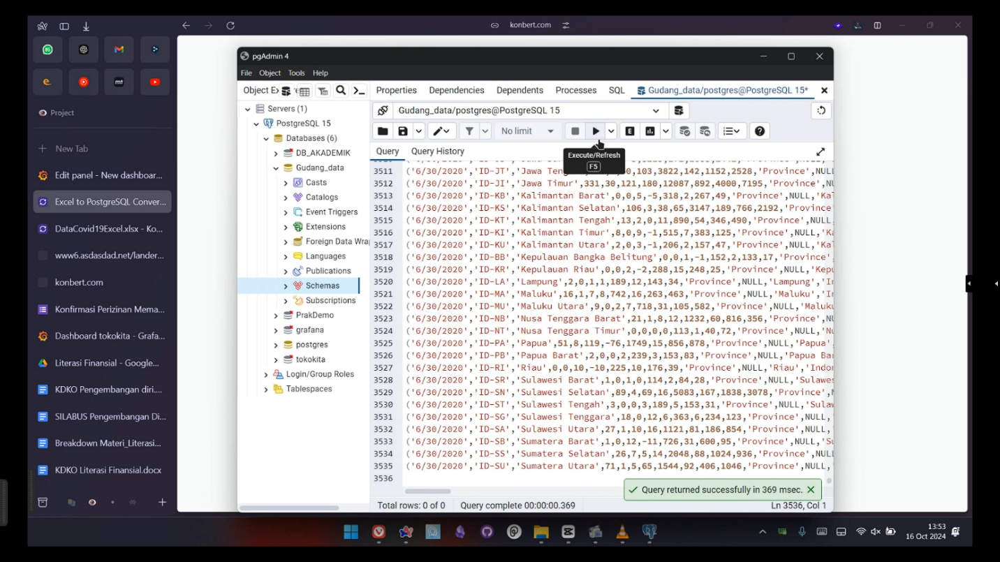 konbert.com
Project
New Tab
Edit panel - New dashboar...
Excel to PostgreSQL Conver...
DataCovid19Excel.xlsx - Ko...
www6.asdasdad.net/lander...
konbert.com
Konfirmasi Perizinan Mema...
Dashboard tokokita - Grafa...
Literasi Finansial - Google...
KDKO Pengembangan diri....
SILABUS Pengembangan Di...
Breakdown Materi_Literasi...
KDKO Literasi Finansial.docx
pgAdmin 4
File Object Tools Help
Properties Dependencies Dependents Processes SQL Gudang_data/postgres@PostgreSQL 15*
Servers (1)
PostgreSQL 15
Databases (6)
DB_AKADEMIK
Gudang_data
Casts
Catalogs
Event Triggers
Extensions
Foreign Data Wra
Languages
Publications
Schemas
Subscriptions
PrakDemo
grafana
postgres
tokokita
Login/Group Roles
Tablespaces
Gudang_data/postgres@PostgreSQL 15
No limit
Query Query History
Execute/Refresh
F5
3511 ('6/30/2020','ID-JT','Jawa Ten 0,103,3822,142,1152,2528,'Province',NUL
3512 ('6/30/2020','ID-JI','Jawa Timur',331,30,121,180,12087,892,4000,7195,'Province',NU
3513 ('6/30/2020','ID-KB','Kalimantan Barat',0,0,5,-5,318,2,267,49,'Province',NULL,'Kal
3514 ('6/30/2020','ID-KS','Kalimantan Selatan',106,3,38,65,3147,189,766,2192,'Province'
3515 ('6/30/2020','ID-KT','Kalimantan Tengah',13,2,0,11,890,54,346,490,'Province',NULL,
3516 ('6/30/2020','ID-KI','Kalimantan Timur',8,0,9,-1,515,7,383,125,'Province',NULL,'Ka
3517 ('6/30/2020','ID-KU','Kalimantan Utara',2,0,3,-1,206,2,157,47,'Province',NULL,'Kal
3518 ('6/30/2020','ID-BB','Kepulauan Bangka Belitung',0,0,1,-1,152,2,133,17,'Province',
3519 ('6/30/2020','ID-KR','Kepulauan Riau',0,0,2,-2,288,15,248,25,'Province',NULL,'Kepu
3520 ('6/30/2020','ID-LA','Lampung',2,0,1,1,189,12,143,34,'Province',NULL,'Lampung','In
3521 ('6/30/2020','ID-MA','Maluku',16,1,7,8,742,16,263,463,'Province',NULL,'Maluku','I
3522 ('6/30/2020','ID-MU','Maluku Utara',9,0,2,7,718,31,105,582,'Province',NULL,'Maluku
3523 ('6/30/2020','ID-NB','Nusa Tenggara Barat',21,1,8,12,1232,60,816,356,'Province',NU
3524 ('6/30/2020','ID-NT','Nusa Tenggara Timur',0,0,0,0,113,1,40,72,'Province',NULL,'Nu
3525 ('6/30/2020','ID-PA','Papua',51,8,119,-76,1749,15,856,878,'Province',NULL,'Papua'
3526 ('6/30/2020','ID-PB','Papua Barat',2,0,0,2,239,3,153,83,'Province',NULL,'Papua Bar
3527 ('6/30/2020','ID-RI','Riau',0,0,10,-10,225,10,176,39,'Province',NULL,'Riau','Indon
3528 ('6/30/2020','ID-SR','Sulawesi Barat',1,0,1,0,114,2,84,28,'Province',NULL,'Sulawes
3529 ('6/30/2020','ID-SN','Sulawesi Selatan',89,4,69,16,5083,167,1838,3078,'Province',N
3530 ('6/30/2020','ID-ST','Sulawesi Tengah',3,0,0,3,189,5,153,31,'Province',NULL,'Sula
3531 ('6/30/2020','ID-SG','Sulawesi Tenggara',18,0,12,6,363,6,234,123,'Province',NULL,'
3532 ('6/30/2020','ID-SA','Sulawesi Utara',27,1,10,16,1121,81,186,854,'Province',NULL,'
3533 ('6/30/2020','ID-SB','Sumatera Barat',1,0,12,-11,726,31,600,95,'Province',NULL,'Su
3534 ('6/30/2020','ID-SS','Sumatera Selatan',26,7,5,14,2048,88,1024,936,'Province',NULL
3535 ('6/30/2020','ID-SU','Sumatera Utara',71,1,5,65,1544,92,406,1046,'Province',NULL,
3536
Query returned successfully in 369 msec.
Total rows: 0 of 0 Query complete 00:00:00.369 Ln 3536, Col 1
13:53
16 Oct 2024